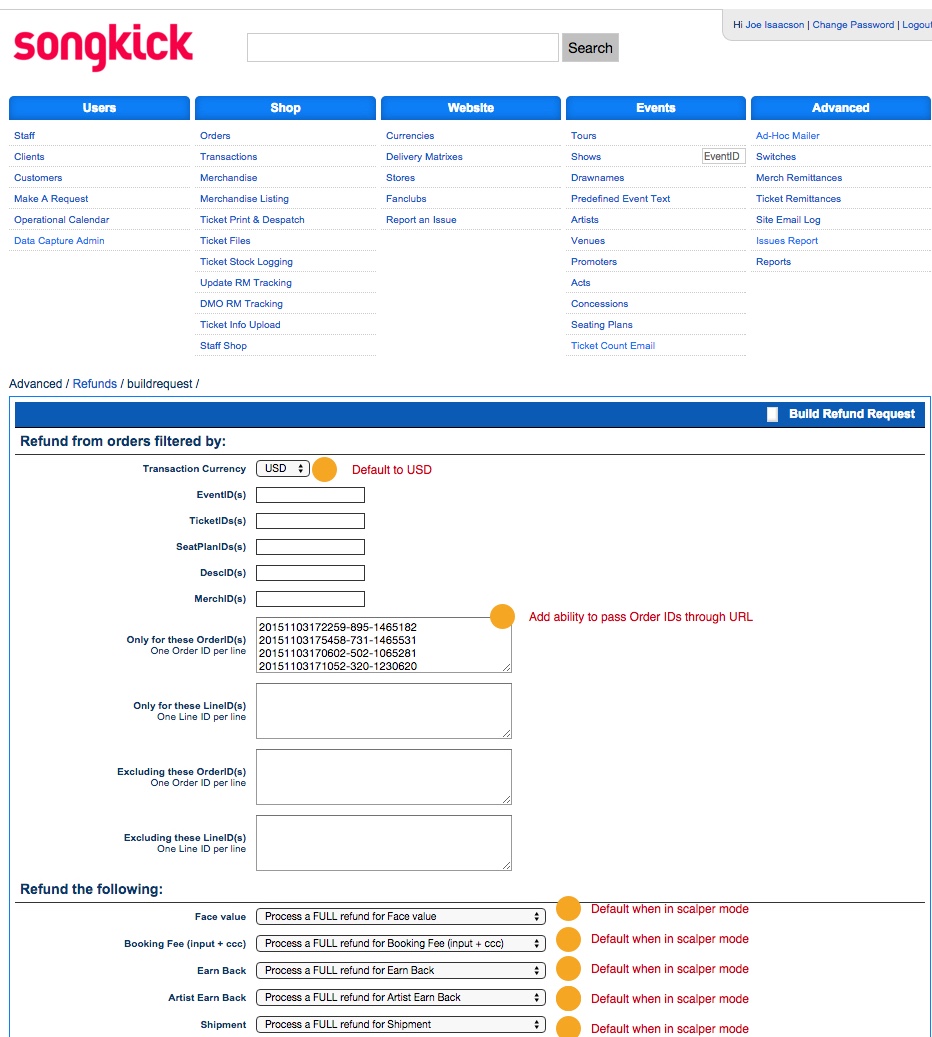 Hi Joe Isaacson | Change Password | Logout
songkick
Search
Users
Staff
Clients
Customers
Make A Request
Operational Calendar
Data Capture Admin
Shop
Orders
Transactions
Merchandise
Merchandise Listing
Ticket Print & Despatch
Ticket Files
Ticket Stock Logging
Update RM Tracking
DMO RM Tracking
Ticket Info Upload
Staff Shop
Website
Currencies
Delivery Matrixes
Stores
Fanclubs
Report an Issue
Events
Tours
Shows EventID
Drawnames
Predefined Event Text
Artists
Venues
Promoters
Acts
Concessions
Seating Plans
Ticket Count Email
Advanced
Ad-Hoc Mailer
Switches
Merch Remittances
Ticket Remittances
Site Email Log
Issues Report
Reports
Advanced / Refunds / buildrequest /
Build Refund Request
Refund from orders filtered by:
Transaction Currency USD Default to USD
EventID(s)
TicketIDs(s)
SeatPlanIDs(s)
DescID(s)
MerchID(s)
Add ability to pass Order IDs through URL
Only for these OrderID(s)
One Order ID per line
20151103172259-895-1465182
20151103175458-731-1465531
20151103170602-502-1065281
20151103171052-320-1230620
Only for these LineID(s)
One Line ID per line
Excluding these OrderID(s)
One Order ID per line
Excluding these LineID(s)
One Line ID per line
Refund the following:
Face value Process a FULL refund for Face value Default when in scalper mode
Booking Fee (input + ccc) Process a FULL refund for Booking Fee (input + ccc) Default when in scalper mode
Earn Back Process a FULL refund for Earn Back Default when in scalper mode
Artist Earn Back Process a FULL refund for Artist Earn Back Default when in scalper mode
Shipment Process a FULL refund for Shipment Default when in scalper mode